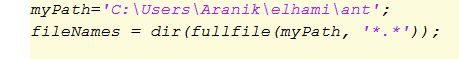 myPath='C:\Users\Aranik\elhami\ant';
fileNames = dir(fullfile(myPath, '*.*'));